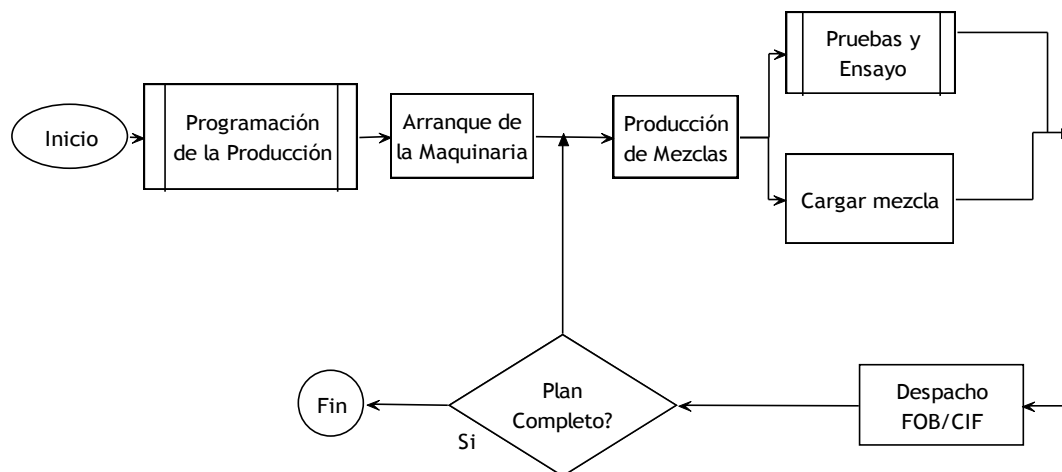 Inicio
Programación
de la Producción
Arranque de
la Maquinaria
Producción
de Mezclas
Pruebas y
Ensayo
Cargar mezcla
Despacho
FOB/CIF
Plan
Completo?
Si
Fin